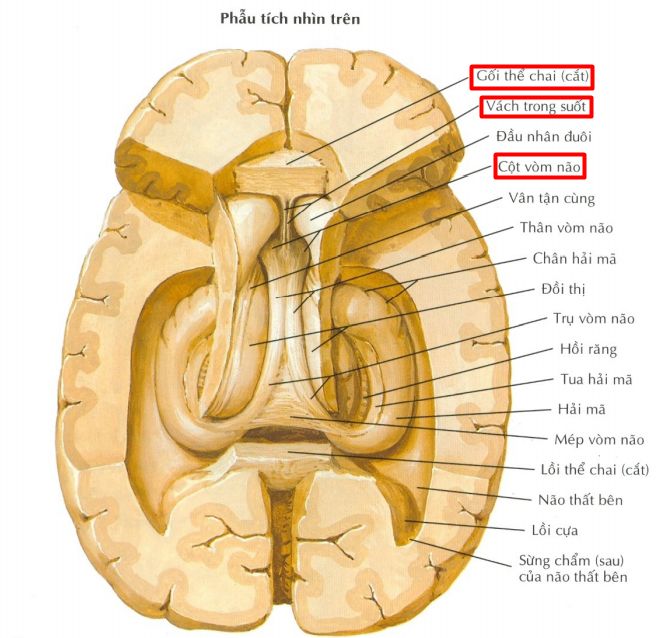 Phẫu tích nhìn trên
Gối thể chai (cắt)
Vách trong suốt
Đầu nhân đuôi
Cột vòm não
Vân tận cùng
Thân vòm não
Chân hải mã
Đồi thị
Trụ vòm não
Hồi răng
Tua hải mã
Hải mã
Mép vòm não
Lồi thể chai (cắt)
Não thất bên
Lồi cựa
Sừng chẩm (sau)
của não thất bên